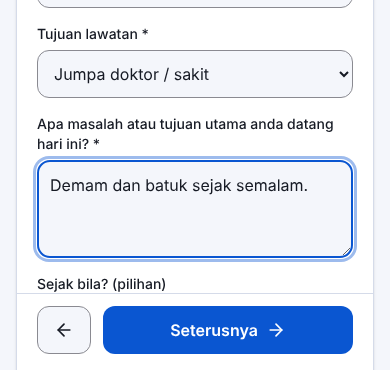 Tujuan lawatan *
Jumpa doktor / sakit
Apa masalah atau tujuan utama anda datang
hari ini? *
Demam dan batuk sejak semalam.
Sejak bila? (pilihan)
Seterusnya →